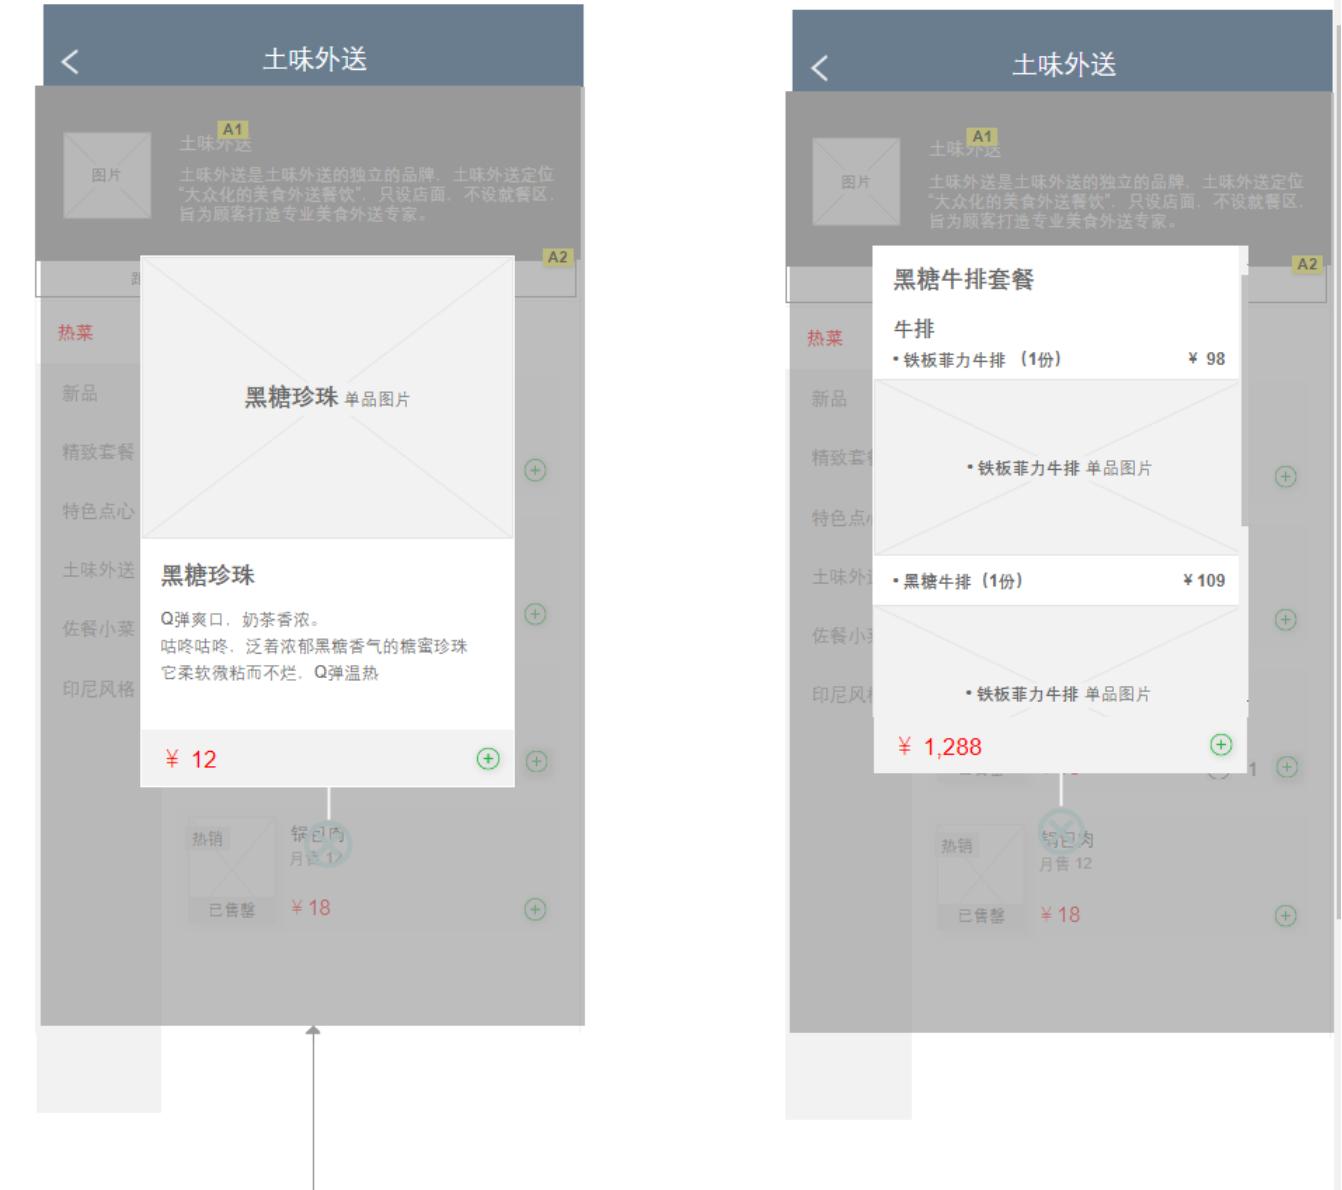 土味外送
A1
土味外送
图片
土味外送是土味外送的独立的品牌，土味外送定位
“大众化的美食外送餐饮”，只设店面，不设就餐区，
旨为顾客打造专业美食外送专家。
A2
热菜
新品
精致套餐
特色点心
土味外送
佐餐小菜
印尼风格
黑糖珍珠 单品图片
黑糖珍珠
Q弹爽口，奶茶香浓。
咕咚咕咚，泛着浓郁黑糖香气的糖蜜珍珠
它柔软微粘而不烂，Q弹温热
¥ 12
热销
锅包肉
月售 12
已售罄
¥ 18
土味外送
A1
土味外送
图片
土味外送是土味外送的独立的品牌，土味外送定位
“大众化的美食外送餐饮”，只设店面，不设就餐区，
旨为顾客打造专业美食外送专家。
A2
热菜
新品
精致套
特色点
土味外
佐餐小
印尼风
黑糖牛排套餐
牛排
• 铁板菲力牛排 （1份） ¥ 98
• 铁板菲力牛排 单品图片
• 黑糖牛排（1份） ¥ 109
• 铁板菲力牛排 单品图片
¥ 1,288
1
热销
锅包肉
月售 12
已售罄
¥ 18